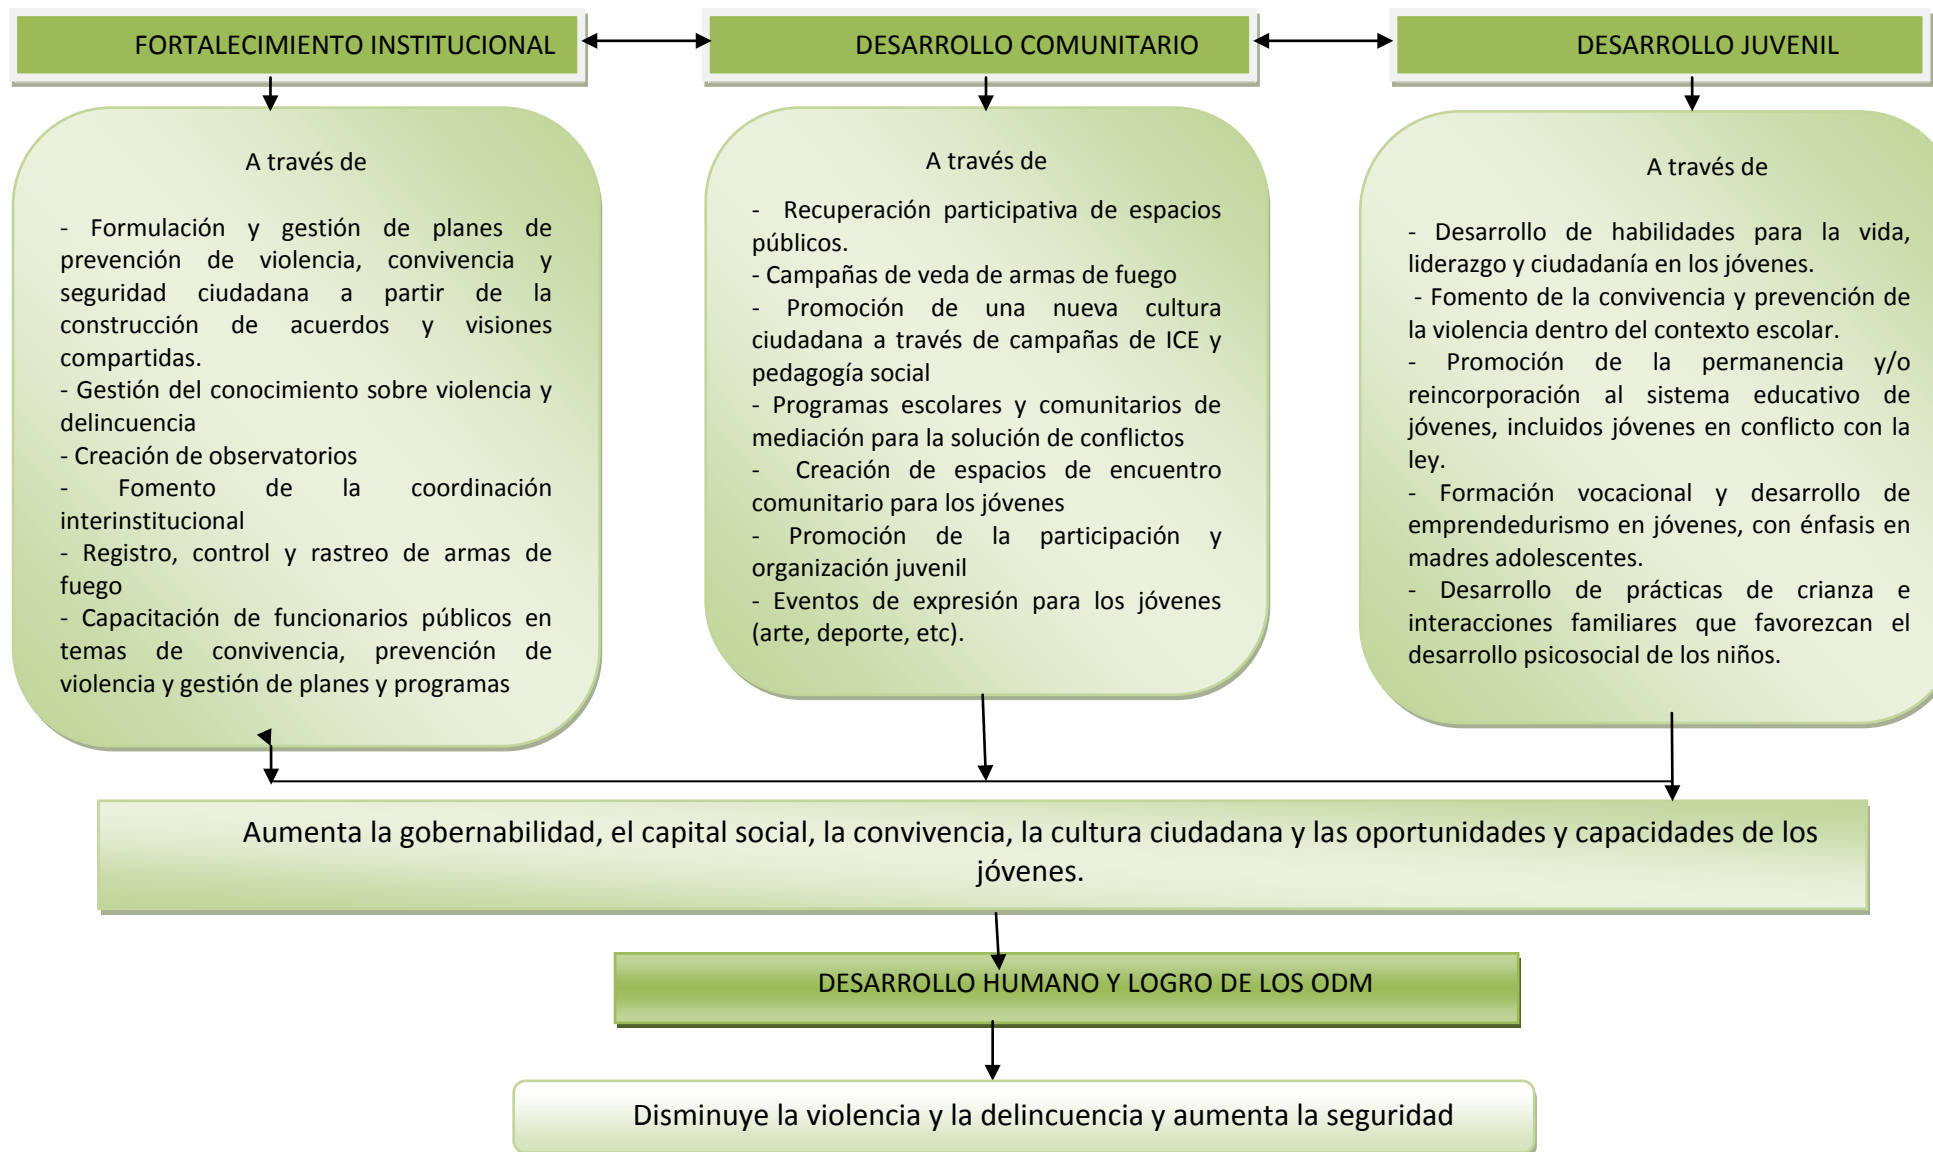 FORTALECIMIENTO INSTITUCIONAL
DESARROLLO COMUNITARIO
DESARROLLO JUVENIL
A través de
- Formulación y gestión de planes de
prevención de violencia, convivencia y
seguridad ciudadana a partir de la
construcción de acuerdos y visiones
compartidas.
- Gestión del conocimiento sobre violencia y
delincuencia
- Creación de observatorios
- Fomento de la coordinación
interinstitucional
- Registro, control y rastreo de armas de
fuego
- Capacitación de funcionarios públicos en
temas de convivencia, prevención de
violencia y gestión de planes y programas
A través de
- Recuperación participativa de espacios
públicos.
- Campañas de veda de armas de fuego
- Promoción de una nueva cultura
ciudadana a través de campañas de ICE y
pedagogía social
- Programas escolares y comunitarios de
mediación para la solución de conflictos
- Creación de espacios de encuentro
comunitario para los jóvenes
- Promoción de la participación y
organización juvenil
- Eventos de expresión para los jóvenes
(arte, deporte, etc).
A través de
- Desarrollo de habilidades para la vida,
liderazgo y ciudadanía en los jóvenes.
- Fomento de la convivencia y prevención de
la violencia dentro del contexto escolar.
- Promoción de la permanencia y/o
reincorporación al sistema educativo de
jóvenes, incluidos jóvenes en conflicto con la
ley.
- Formación vocacional y desarrollo de
emprendedurismo en jóvenes, con énfasis en
madres adolescentes.
- Desarrollo de prácticas de crianza e
interacciones familiares que favorezcan el
desarrollo psicosocial de los niños.
Aumenta la gobernabilidad, el capital social, la convivencia, la cultura ciudadana y las oportunidades y capacidades de los
jóvenes.
DESARROLLO HUMANO Y LOGRO DE LOS ODM
Disminuye la violencia y la delincuencia y aumenta la seguridad